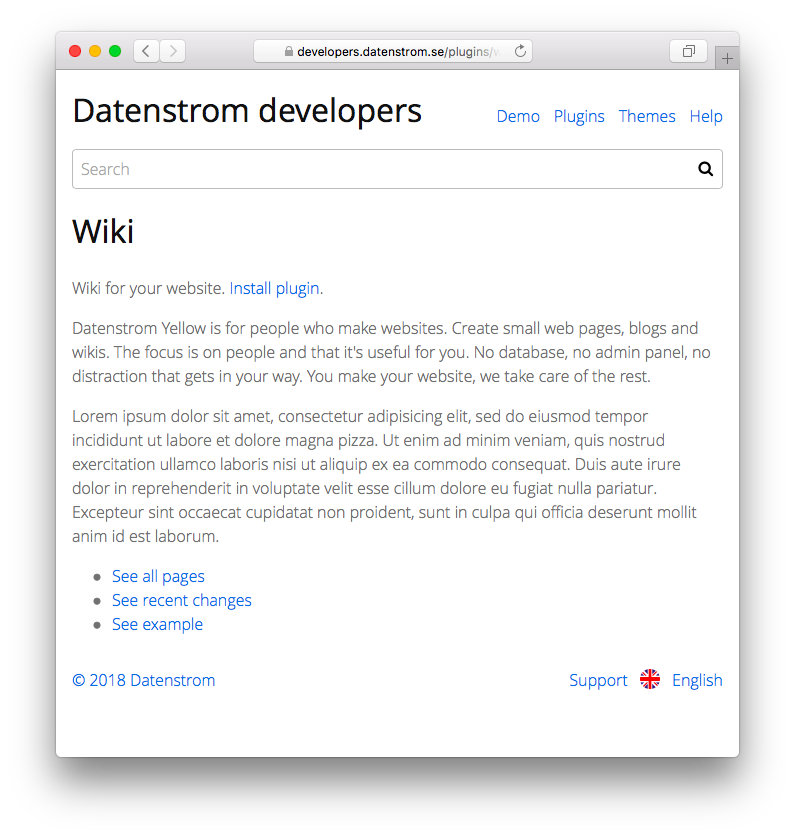 developers.datenstrom.se/plugins/
Datenstrom developers
Demo Plugins Themes Help
Search
Wiki
Wiki for your website. Install plugin.
Datenstrom Yellow is for people who make websites. Create small web pages, blogs and
wikis. The focus is on people and that it's useful for you. No database, no admin panel, no
distraction that gets in your way. You make your website, we take care of the rest.
Lorem ipsum dolor sit amet, consectetur adipisicing elit, sed do eiusmod tempor
incididunt ut labore et dolore magna pizza. Ut enim ad minim veniam, quis nostrud
exercitation ullamco laboris nisi ut aliquip ex ea commodo consequat. Duis aute irure
dolor in reprehenderit in voluptate velit esse cillum dolore eu fugiat nulla pariatur.
Excepteur sint occaecat cupidatat non proident, sunt in culpa qui officia deserunt mollit
anim id est laborum.
See all pages
See recent changes
See example
© 2018 Datenstrom Support English